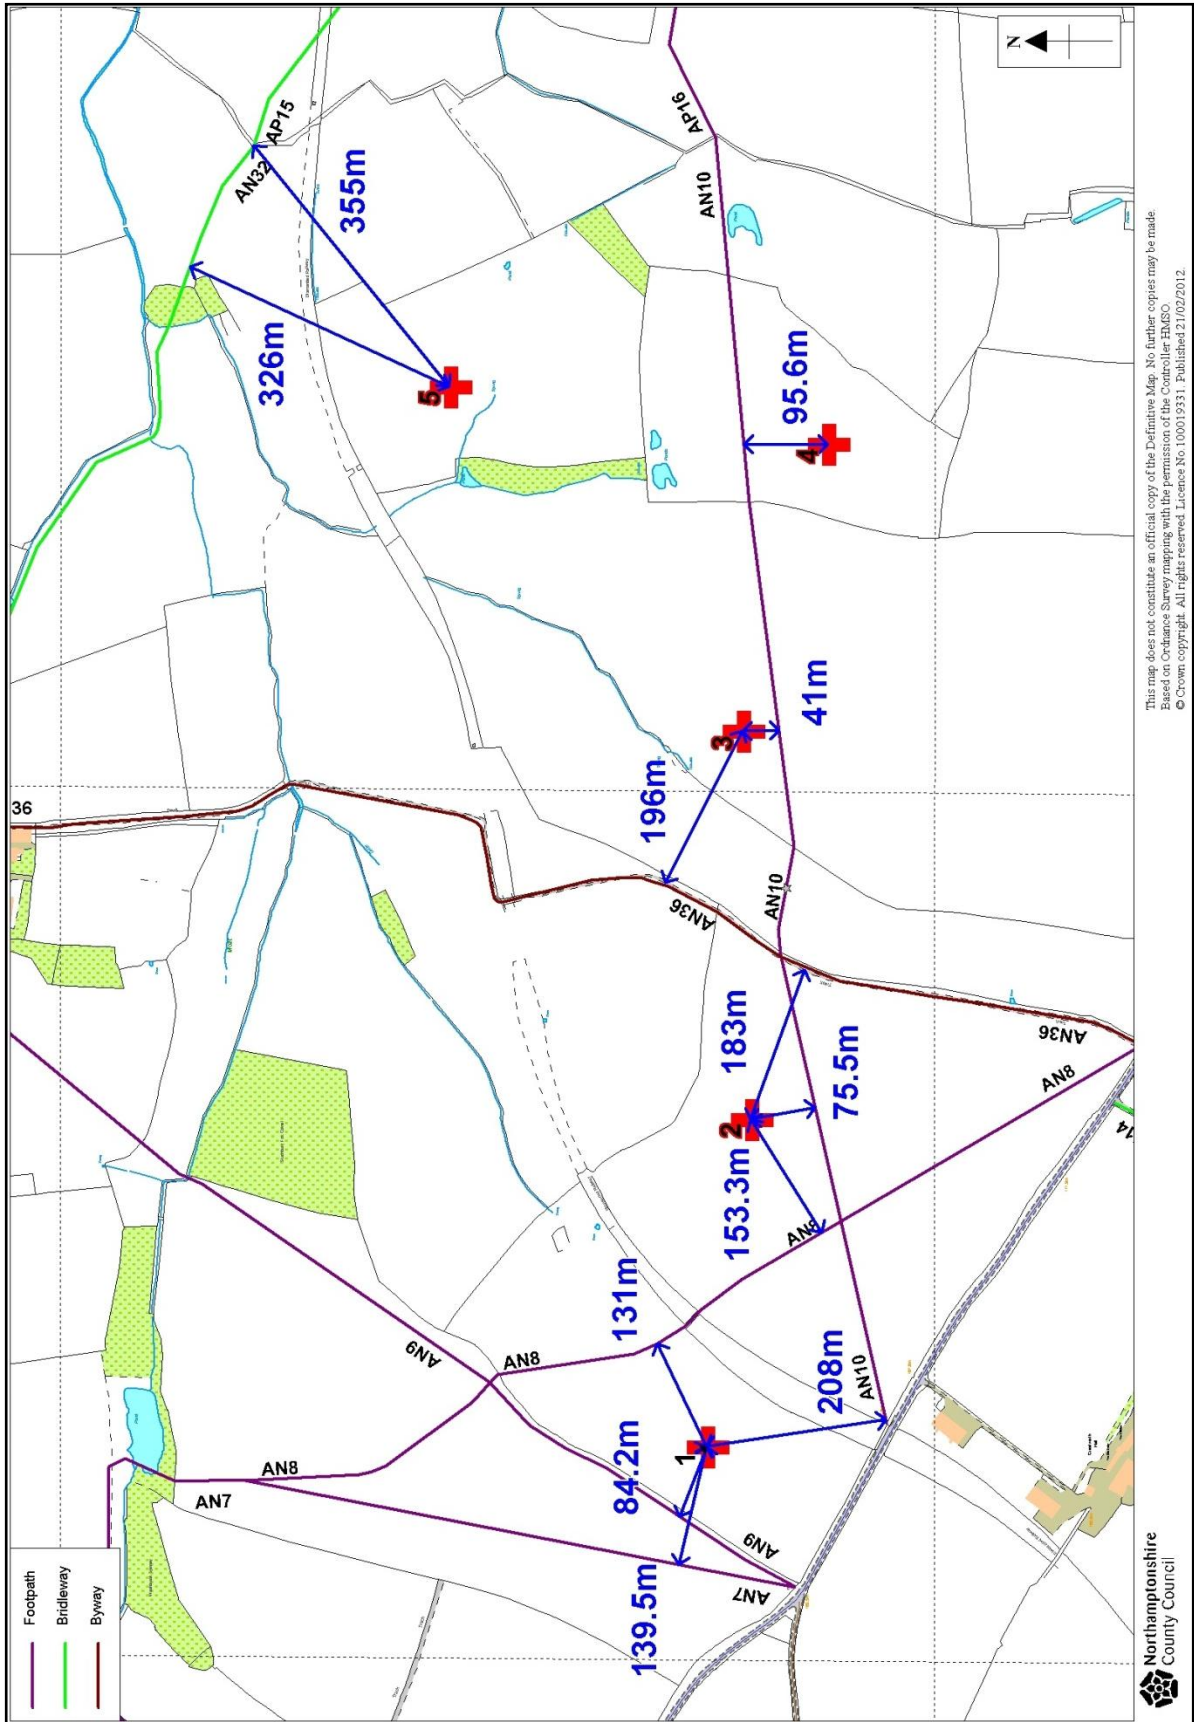 Footpath
Bridleway
Byway
N
36
AN32
AP15
355m
326m
5
AP16
AN10
95.6m
4
41m
3
196m
AN36
AN10
183m
75.5m
2
153.3m
AN36
AN8
14
AN8
131m
AN9
AN8
208m
AN10
1
84.2m
AN8
AN7
AN9
AN7
139.5m
Northamptonshire
County Council
This map does not constitute an official copy of the Definitive Map. No further copies may be made.
Based on Ordnance Survey mapping with the permission of the Controller HMSO.
© Crown copyright. All rights reserved. Licence No.100019331. Published 21/02/2012.